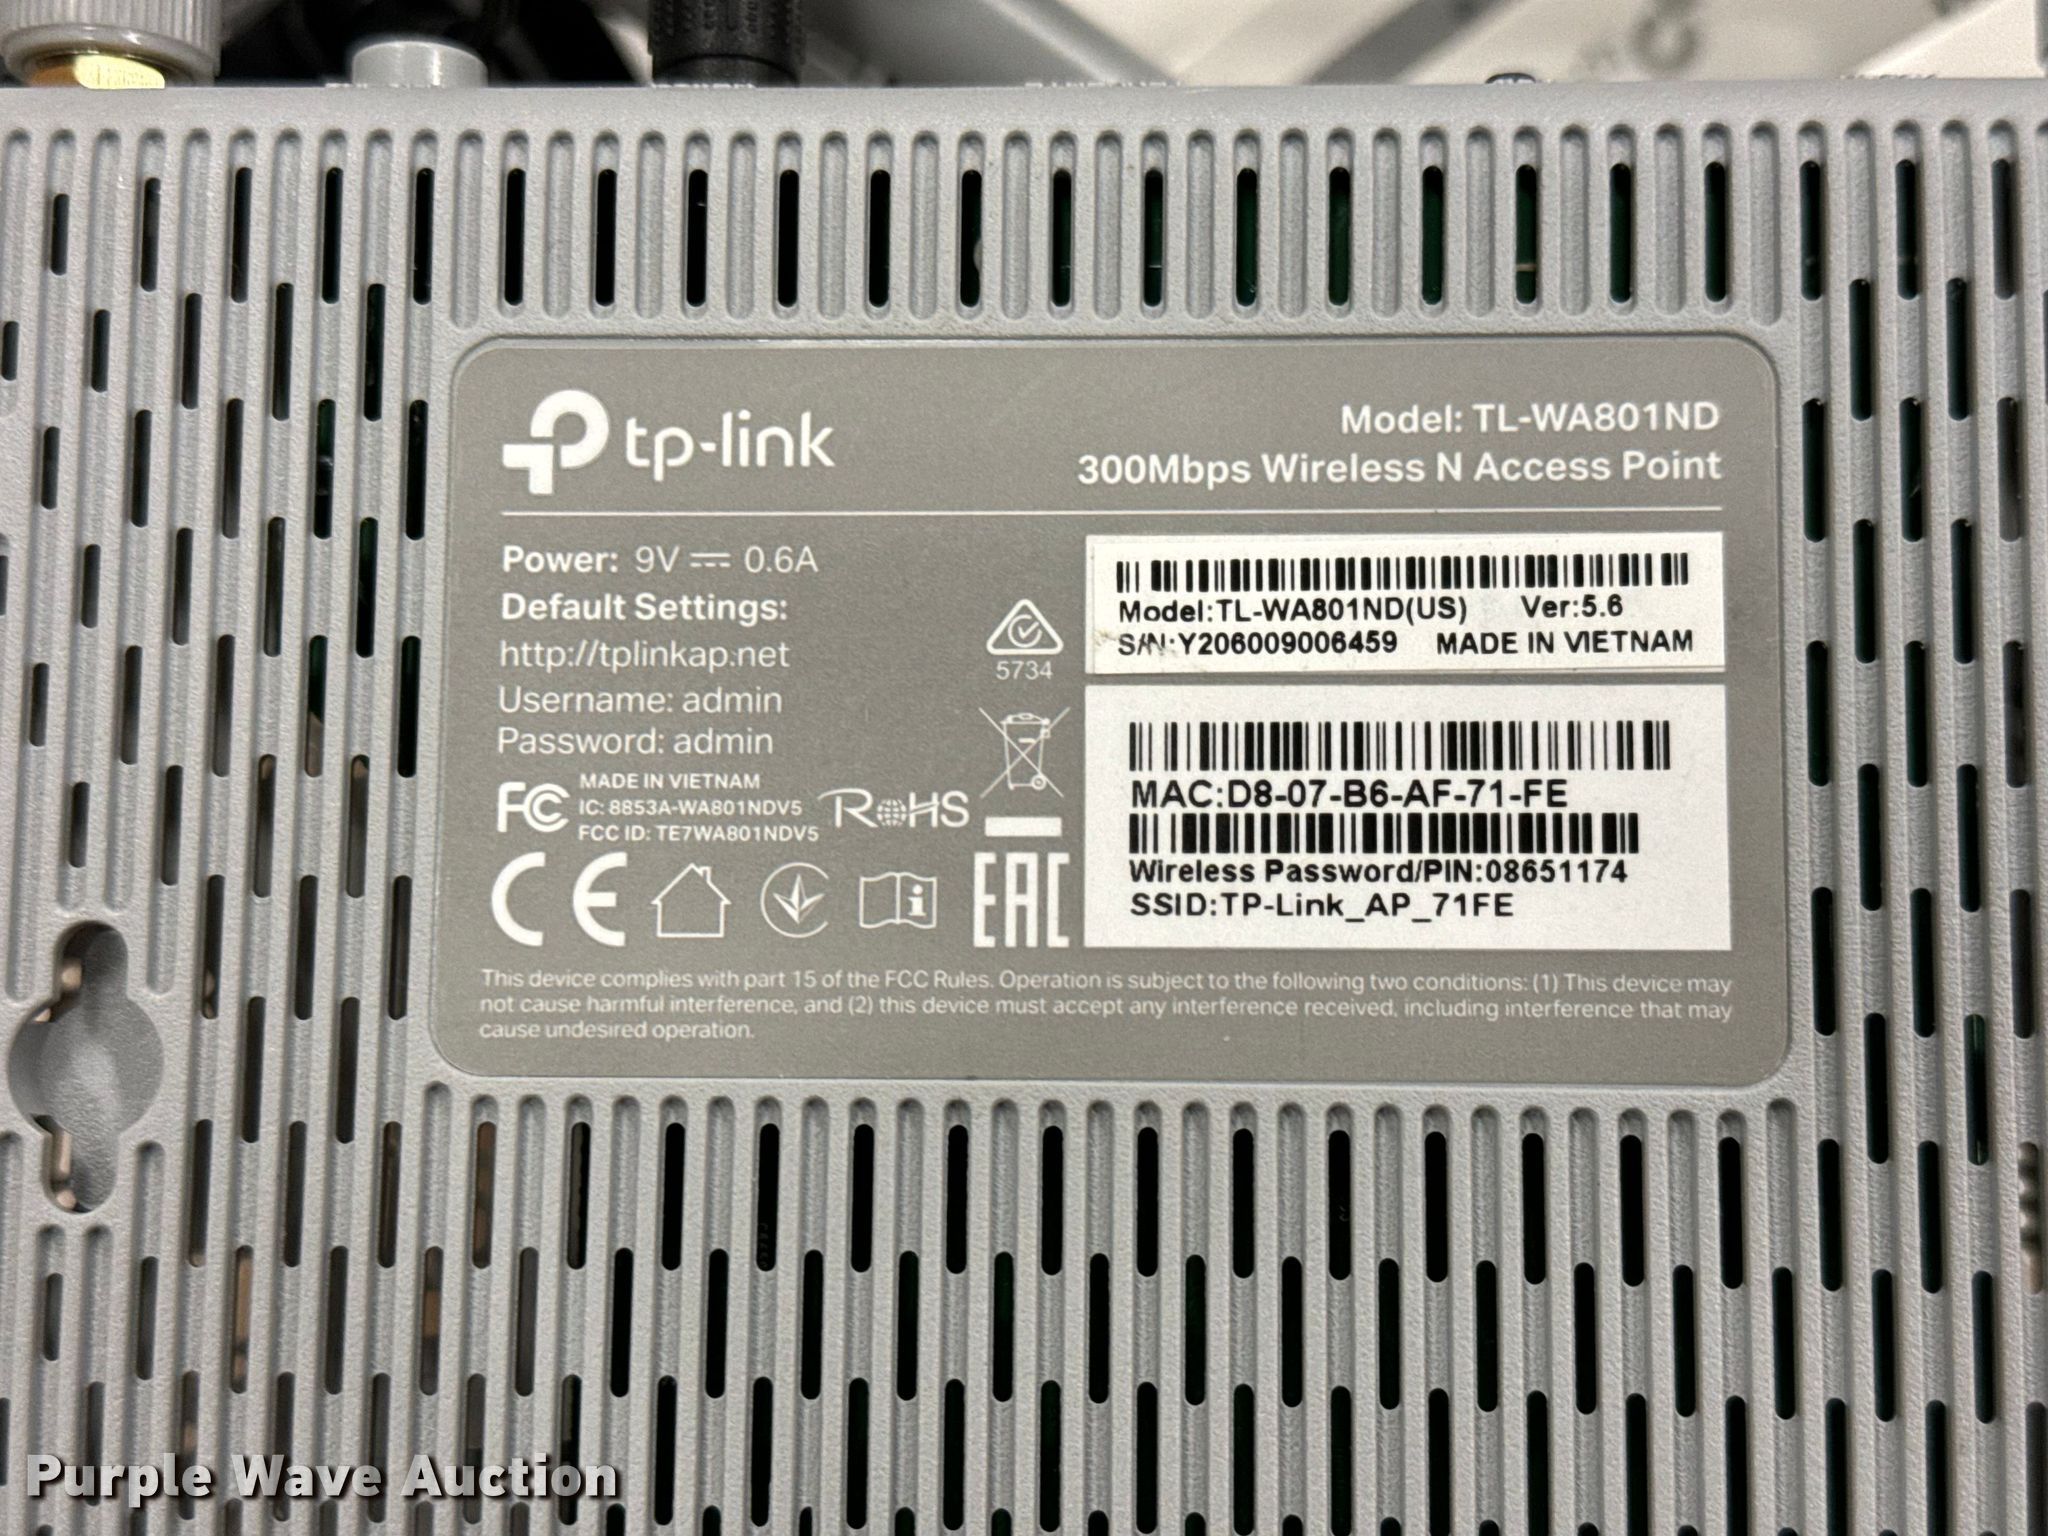 tp-link
Model: TL-WA801ND
300Mbps Wireless N Access Point
Power: 9V ⎓ 0.6A
Default Settings:
http://tplinkap.net
Username: admin
Password: admin
FC
MADE IN VIETNAM
IC: 8853A-WA801NDV5
FCC ID: TE7WA801NDV5
RoHS
5734
CE
EAC
Model:TL-WA801ND(US) Ver:5.6
S/N:Y206009006459 MADE IN VIETNAM
MAC:D8-07-B6-AF-71-FE
Wireless Password/PIN:08651174
SSID:TP-Link_AP_71FE
This device complies with part 15 of the FCC Rules. Operation is subject to the following two conditions: (1) This device may
not cause harmful interference, and (2) this device must accept any interference received, including interference that may
cause undesired operation.
Purple Wave Auction